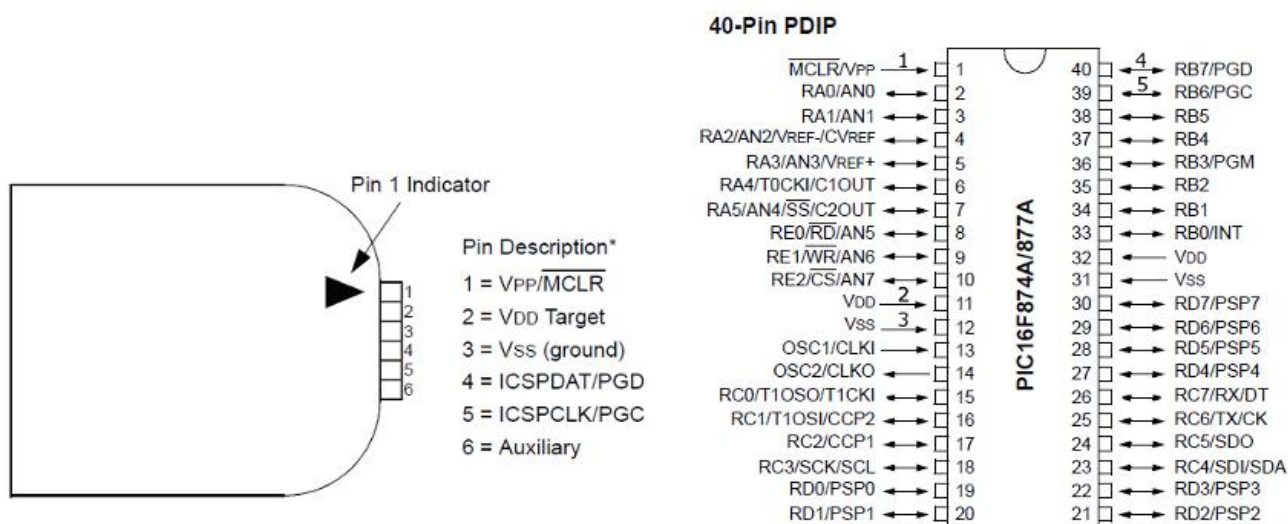 40-Pin PDIP
Pin 1 Indicator
Pin Description*
1 = VPP/MCLR
2 = VDD Target
3 = VSS (ground)
4 = ICSPDAT/PGD
5 = ICSPCLK/PGC
6 = Auxiliary
1
2
3
4
5
6
MCLR/VPP 1 1
RA0/AN0 2
RA1/AN1 3
RA2/AN2/VREF-/CVREF 4
RA3/AN3/VREF+ 5
RA4/T0CKI/C1OUT 6
RA5/AN4/SS/C2OUT 7
RE0/RD/AN5 8
RE1/WR/AN6 9
RE2/CS/AN7 10
VDD 2 11
VSS 3 12
OSC1/CLKI 13
OSC2/CLKO 14
RC0/T1OSO/T1CKI 15
RC1/T1OSI/CCP2 16
RC2/CCP1 17
RC3/SCK/SCL 18
RD0/PSP0 19
RD1/PSP1 20
PIC16F874A/877A
40 4 RB7/PGD
39 5 RB6/PGC
38 RB5
37 RB4
36 RB3/PGM
35 RB2
34 RB1
33 RB0/INT
32 VDD
31 VSS
30 RD7/PSP7
29 RD6/PSP6
28 RD5/PSP5
27 RD4/PSP4
26 RC7/RX/DT
25 RC6/TX/CK
24 RC5/SDO
23 RC4/SDI/SDA
22 RD3/PSP3
21 RD2/PSP2